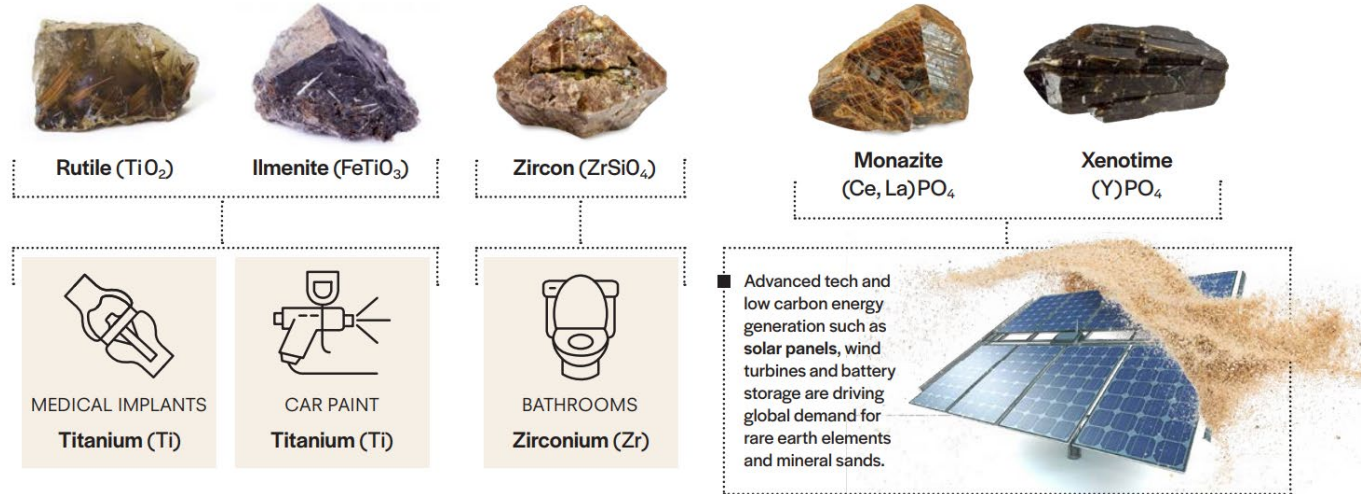 Rutile (TiO₂)
Ilmenite (FeTiO₃)
Zircon (ZrSiO₄)
Monazite
(Ce, La)PO₄
Xenotime
(Y)PO₄
MEDICAL IMPLANTS
Titanium (Ti)
CAR PAINT
Titanium (Ti)
BATHROOMS
Zirconium (Zr)
Advanced tech and
low carbon energy
generation such as
solar panels, wind
turbines and battery
storage are driving
global demand for
rare earth elements
and mineral sands.